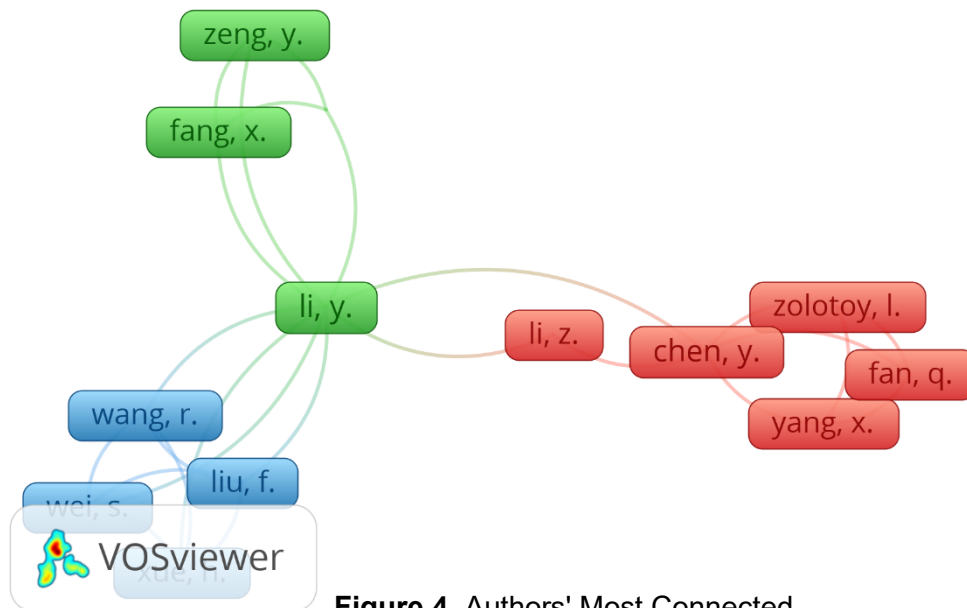 zeng, y.
fang, x.
li, y.
zolotoy, l.
li, z.
chen, y.
fan, q.
wang, r.
yang, x.
liu, f.
wei, s.
VOSviewer
Figure 4. Authors' Most Connected